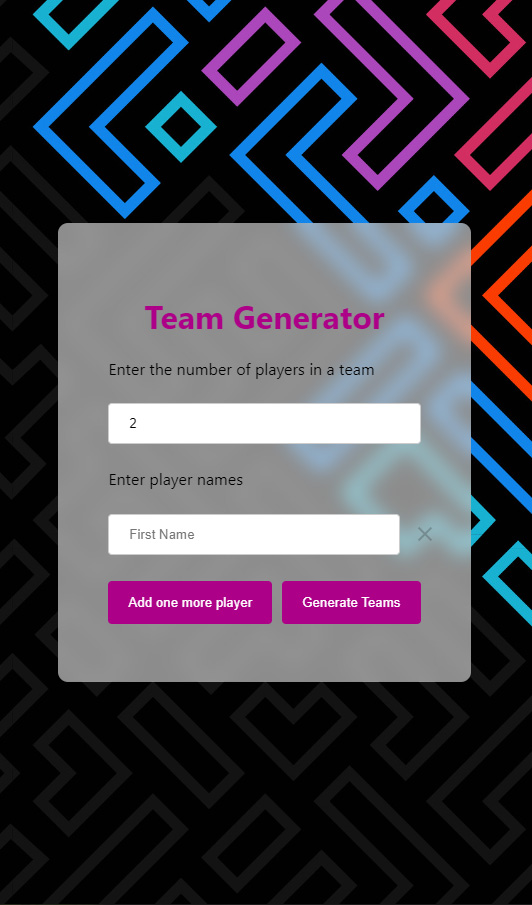 Team Generator
Enter the number of players in a team
2
Enter player names
First Name
Add one more player
Generate Teams